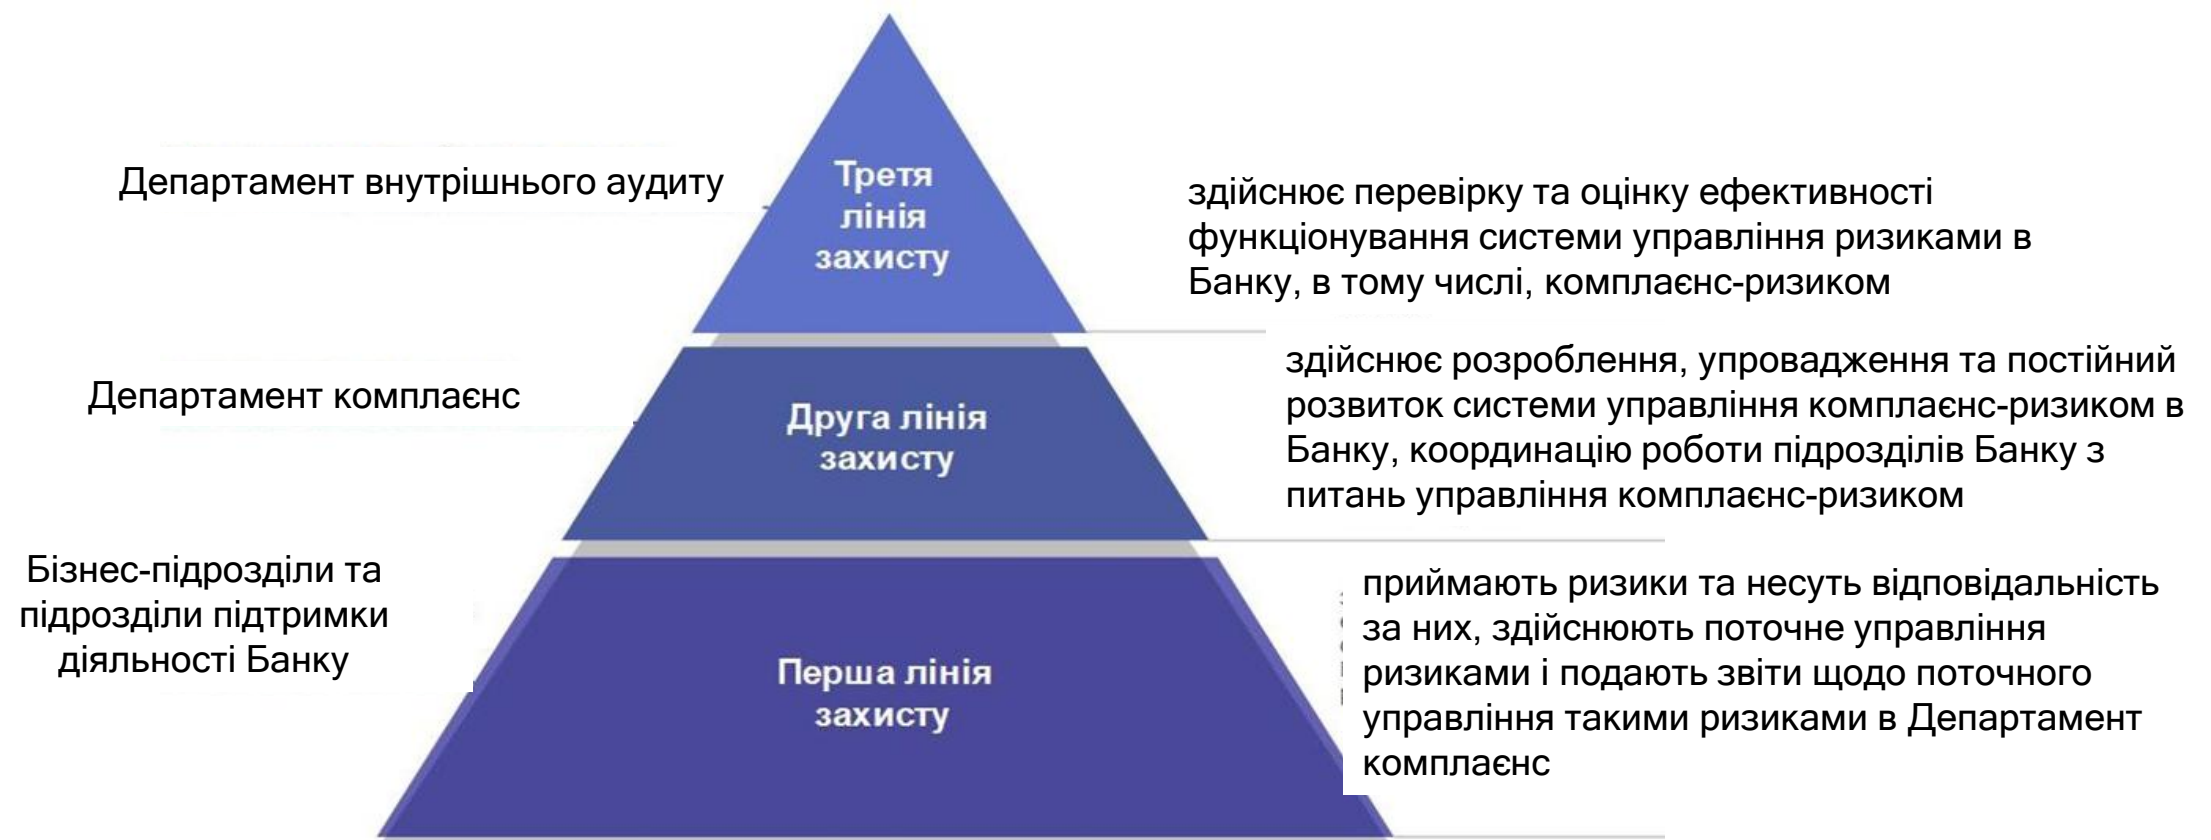 Департамент внутрішнього аудиту
Третя
лінія
захисту
здійснює перевірку та оцінку ефективності
функціонування системи управління ризиками в
Банку, в тому числі, комплаєнс-ризиком
Департамент комплаєнс
Друга лінія
захисту
здійснює розроблення, упровадження та постійний
розвиток системи управління комплаєнс-ризиком в
Банку, координацію роботи підрозділів Банку з
питань управління комплаєнс-ризиком
Бізнес-підрозділи та
підрозділи підтримки
діяльності Банку
Перша лінія
захисту
приймають ризики та несуть відповідальність
за них, здійснюють поточне управління
ризиками і подають звіти щодо поточного
управління такими ризиками в Департамент
комплаєнс